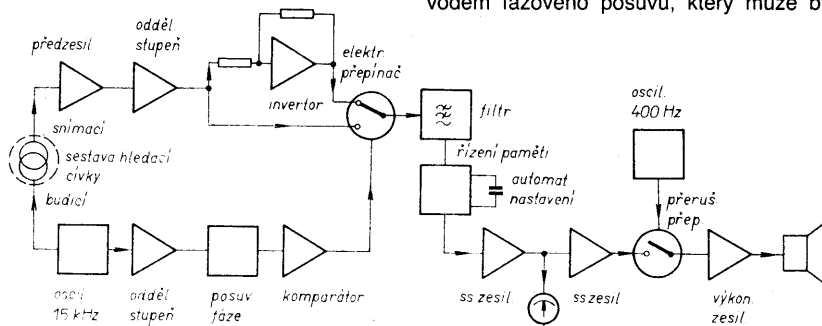 vodem fázového posuvu, který může b
předzesil.
odděl.
stupeň
elektr.
přepínač
invertor
snímací
sestava hledací
cívky
budicí
filtr
řízení paměti
automat
nastavení
oscil.
400 Hz
přeruš.
přep.
oscil
15 kHz
odděl
stupeň
posuv
fáze
komparátor
ss zesil.
ss zesil
výkon.
zesil.